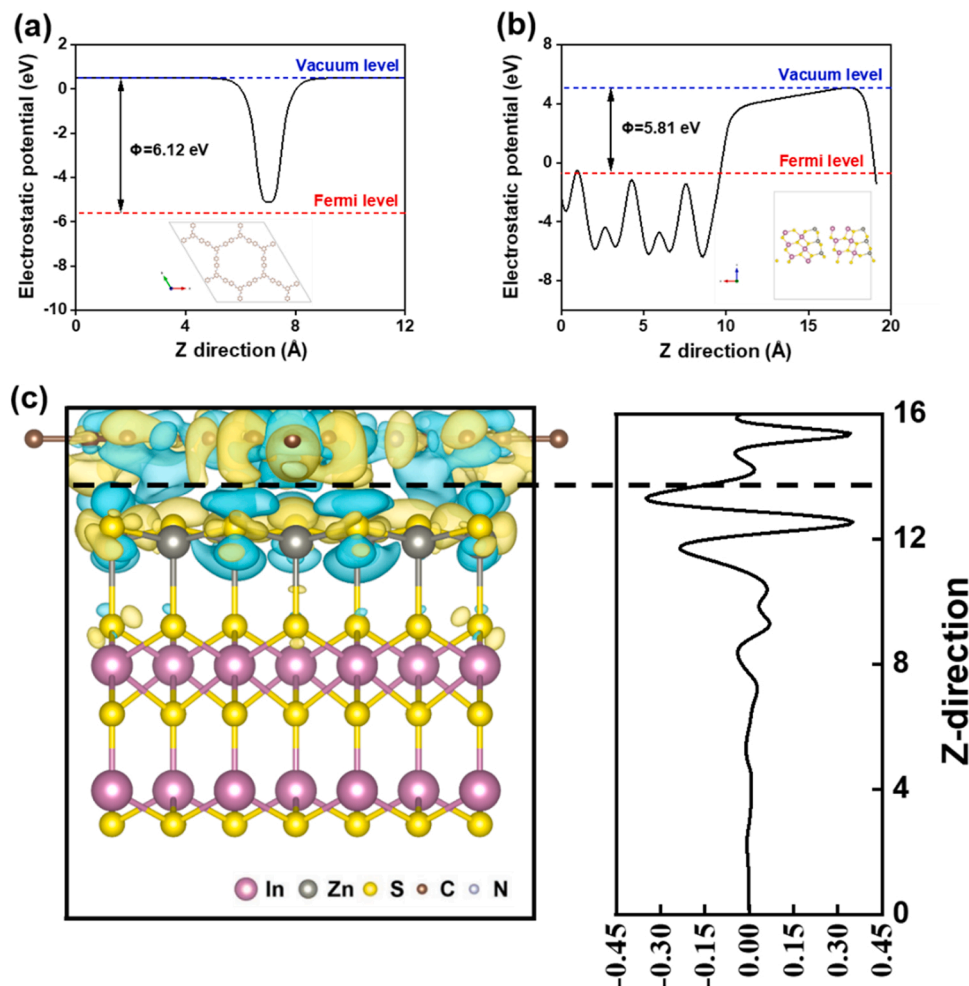 (a)
Electrostatic potential (eV)
2
0
-2
-4
-6
-8
-10
Vacuum level
Φ=6.12 eV
Fermi level
0
4
8
12
Z direction (Å)
(b)
Electrostatic potential (eV)
8
4
0
-4
-8
Vacuum level
Φ=5.81 eV
Fermi level
0
5
10
15
20
Z direction (Å)
(c)
In Zn S C N
16
12
8
4
0
Z-direction
-0.45
-0.30
-0.15
0.00
0.15
0.30
0.45